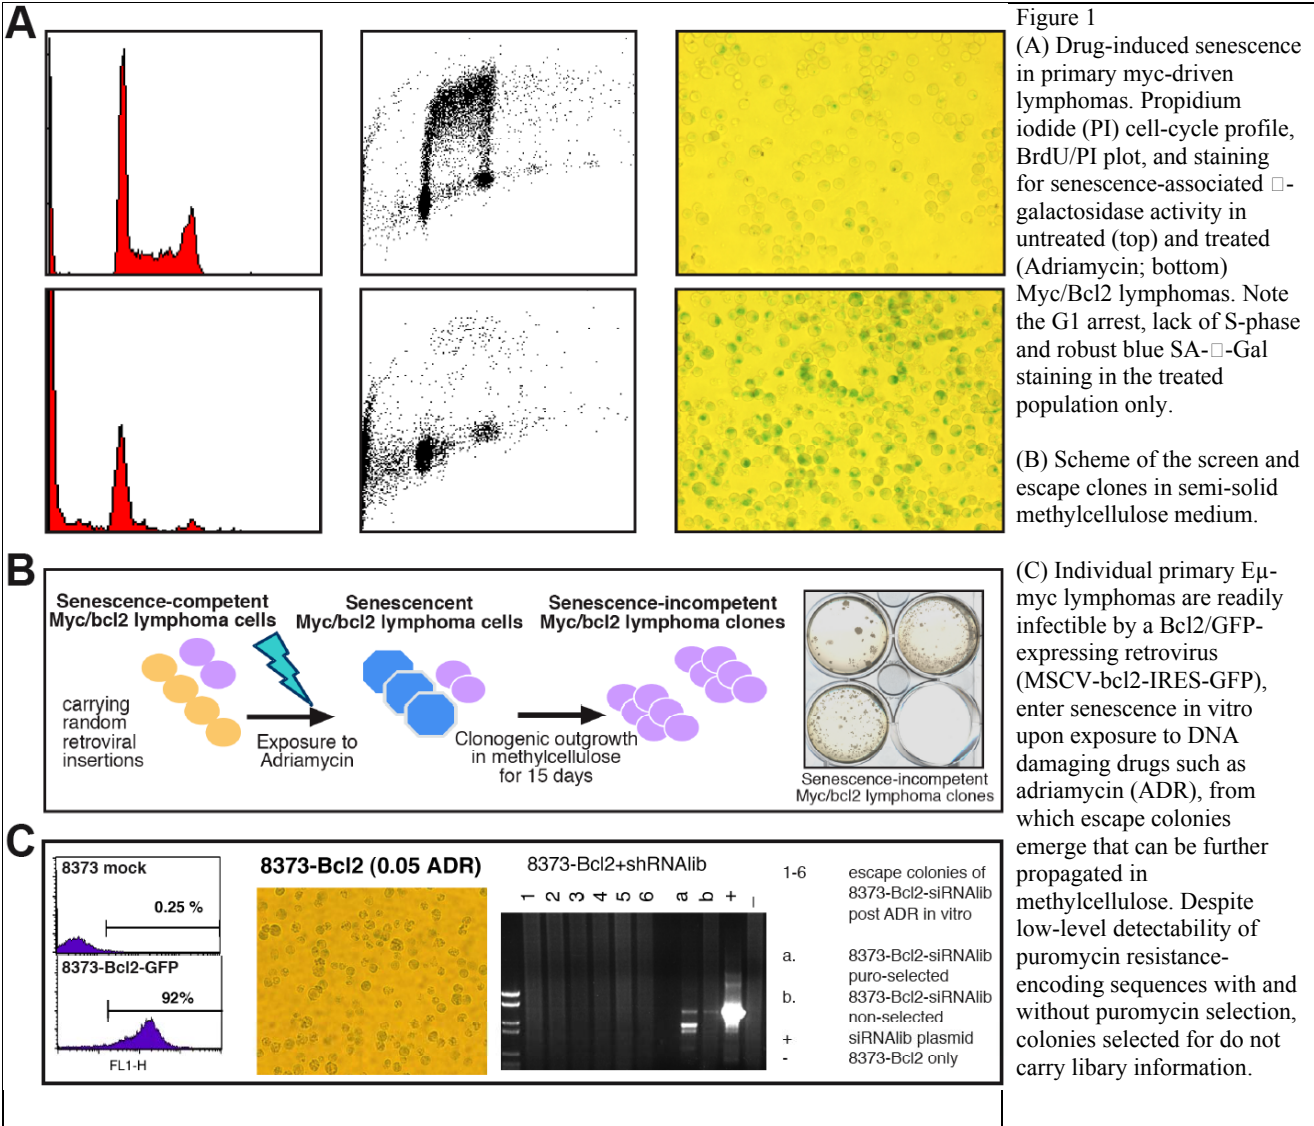 A
Figure 1
(A) Drug-induced senescence
in primary myc-driven
lymphomas. Propidium
iodide (PI) cell-cycle profile,
BrdU/PI plot, and staining
for senescence-associated □-
galactosidase activity in
untreated (top) and treated
(Adriamycin; bottom)
Myc/Bcl2 lymphomas. Note
the G1 arrest, lack of S-phase
and robust blue SA-□-Gal
staining in the treated
population only.
(B) Scheme of the screen and
escape clones in semi-solid
methylcellulose medium.
(C) Individual primary Eμ-
myc lymphomas are readily
infectible by a Bcl2/GFP-
expressing retrovirus
(MSCV-bcl2-IRES-GFP),
enter senescence in vitro
upon exposure to DNA
damaging drugs such as
adriamycin (ADR), from
which escape colonies
emerge that can be further
propagated in
methylcellulose. Despite
low-level detectability of
puromycin resistance-
encoding sequences with and
without puromycin selection,
colonies selected for do not
carry libary information.
B
Senescence-competent
Myc/bcl2 lymphoma cells
carrying
random
retroviral
insertions
Exposure to
Adriamycin
Senescencent
Myc/bcl2 lymphoma cells
Clonogenic outgrowth
in methylcellulose
for 15 days
Senescence-incompetent
Myc/bcl2 lymphoma clones
Senescence-incompetent
Myc/bcl2 lymphoma clones
C
8373 mock
0.25 %
8373-Bcl2-GFP
92%
FL1-H
8373-Bcl2 (0.05 ADR)
8373-Bcl2+shRNAlib
1 2 3 4 5 6 a b + –
1-6 escape colonies of
8373-Bcl2-siRNAlib
post ADR in vitro
a. 8373-Bcl2-siRNAlib
puro-selected
b. 8373-Bcl2-siRNAlib
non-selected
+ siRNAlib plasmid
- 8373-Bcl2 only